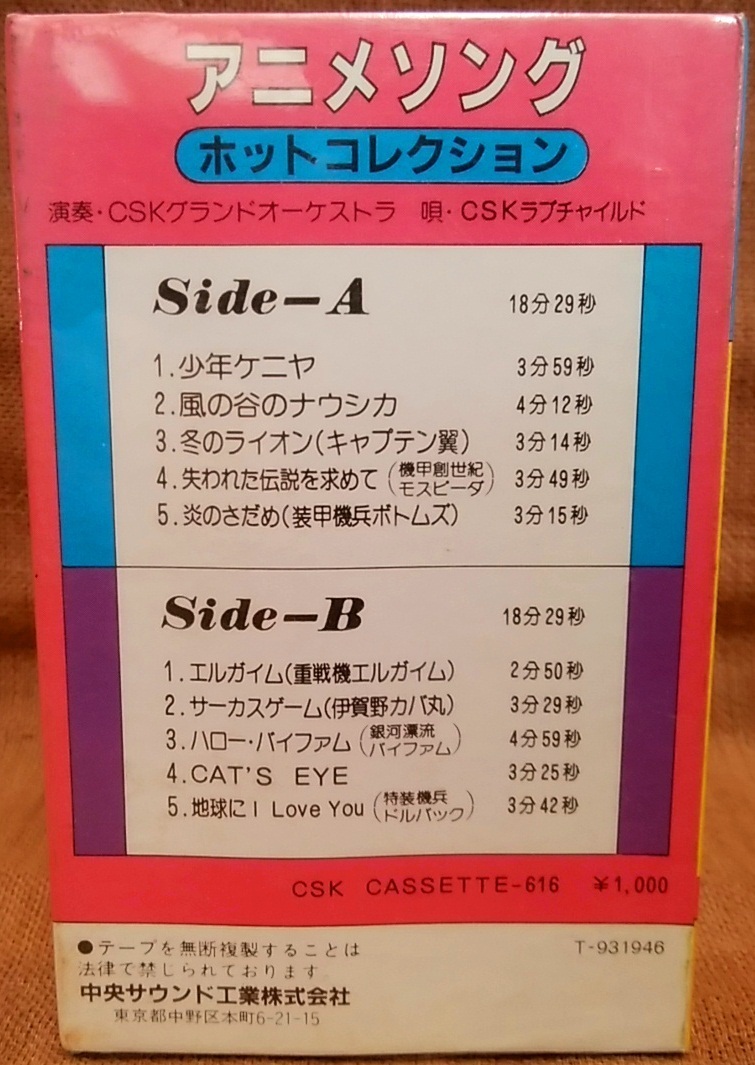 アニメソング
ホットコレクション
演奏・CSKグランドオーケストラ 唄・CSKラブチャイルド
Side-A 18分29秒
1.少年ケニヤ 3分59秒
2.風の谷のナウシカ 4分12秒
3.冬のライオン(キャプテン翼) 3分14秒
4.失われた伝説を求めて(機甲創世紀モスピーダ) 3分49秒
5.炎のさだめ(装甲機兵ボトムズ) 3分15秒
Side-B 18分29秒
1.エルガイム(重戦機エルガイム) 2分50秒
2.サーカスゲーム(伊賀野カバ丸) 3分29秒
3.ハロー・バイファム(銀河漂流バイファム) 4分59秒
4.CAT'S EYE 3分25秒
5.地球にI Love You(特装機兵ドルバック) 3分42秒
CSK CASSETTE-616 ¥1,000
●テープを無断複製することは T-931946
法律で禁じられております
中央サウンド工業株式会社
東京都中野区本町6-21-15